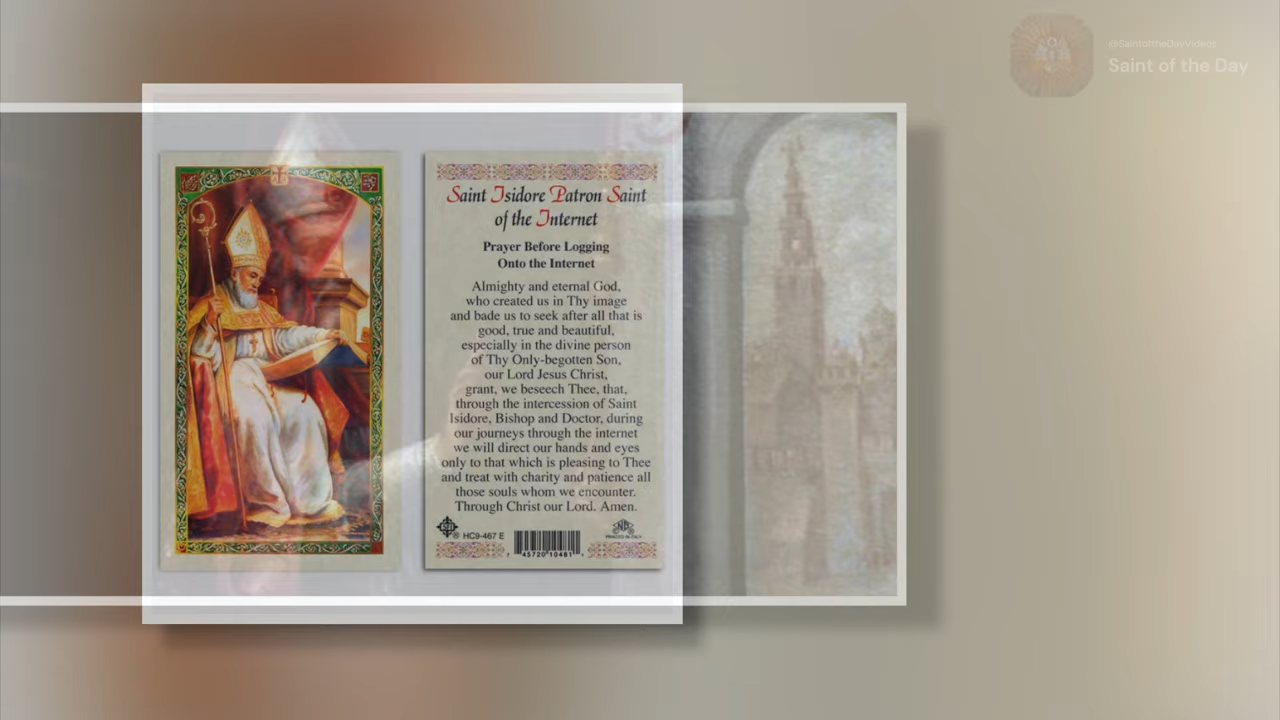 @SaintoftheDayVideos
Saint of the Day
Saint Isidore Patron Saint
of the Internet
Prayer Before Logging
Onto the Internet
Almighty and eternal God,
who created us in Thy image
and bade us to seek after all that is
good, true and beautiful,
especially in the divine person
of Thy Only-begotten Son,
our Lord Jesus Christ,
grant, we beseech Thee, that,
through the intercession of Saint
Isidore, Bishop and Doctor, during
our journeys through the internet
we will direct our hands and eyes
only to that which is pleasing to Thee
and treat with charity and patience all
those souls whom we encounter.
Through Christ our Lord. Amen.
® HC9-467 E
PRINTED IN ITALY